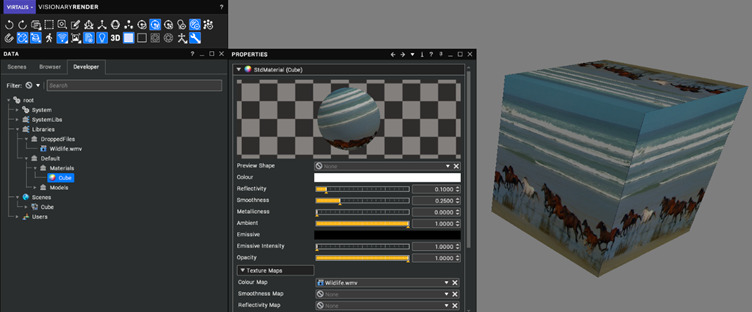 VIRTALIS VISIONARYRENDER ?
3D
DATA ?
Scenes Browser Developer
Filter: Search
root
System
SystemLibs
Libraries
DroppedFiles
Wildlife.wmv
Default
Materials
Cube
Models
Scenes
Cube
Users
PROPERTIES ?
StdMaterial (Cube)
Preview Shape None
Colour
Reflectivity 0.1000
Smoothness 0.2500
Metallicness 0.0000
Ambient 1.0000
Emissive
Emissive Intensity 1.0000
Opacity 1.0000
Texture Maps
Colour Map Wildlife.wmv
Smoothness Map None
Reflectivity Map None